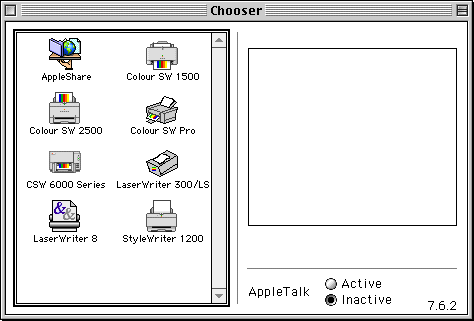 Chooser
AppleShare
Colour SW 1500
Colour SW 2500
Colour SW Pro
CSW 6000 Series
LaserWriter 300/LS
LaserWriter 8
StyleWriter 1200
AppleTalk
Active
Inactive
7.6.2